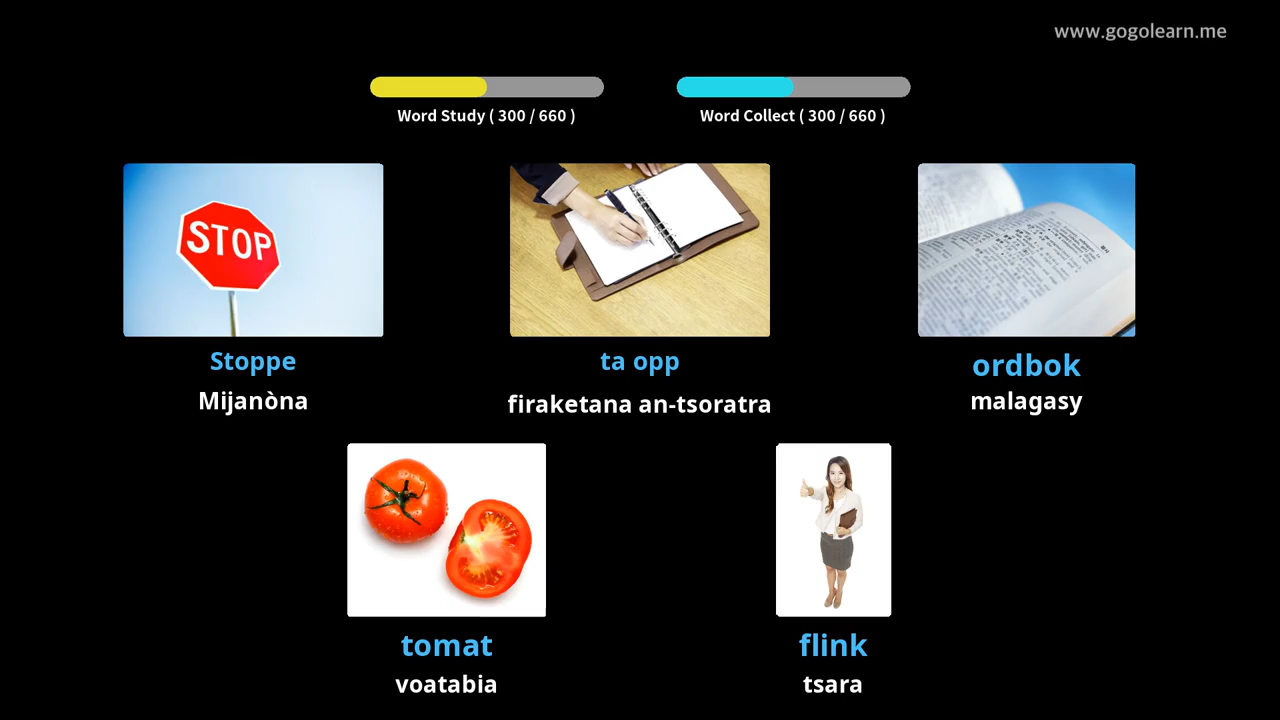 www.gogolearn.me
Word Study ( 300 / 660 )
Word Collect ( 300 / 660 )
STOP
Stoppe
Mijanòna
ta opp
firaketana an-tsoratra
ordbok
malagasy
tomat
voatabia
flink
tsara